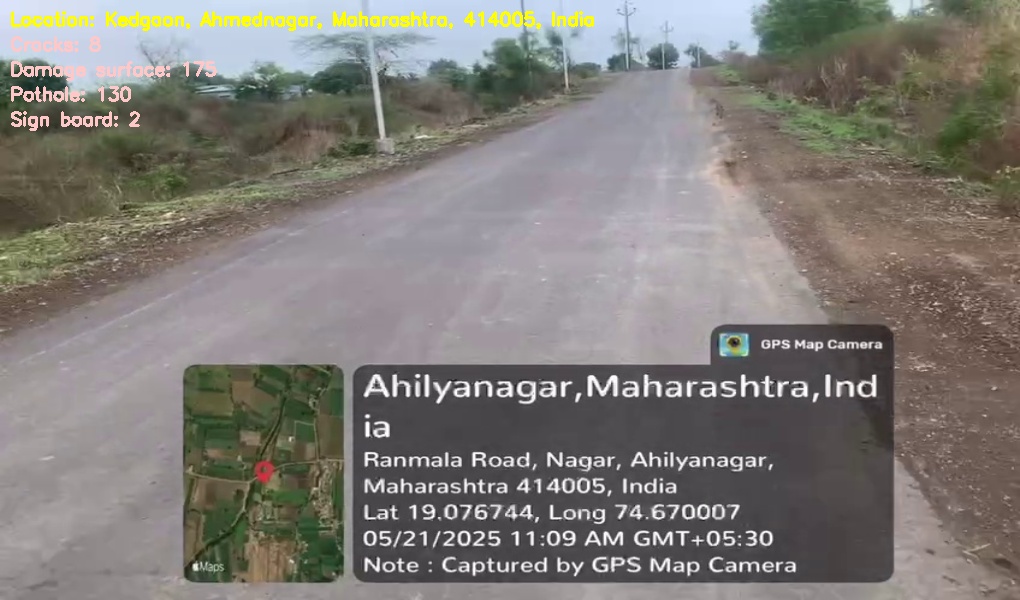 Location: Kedgaon, Ahmednagar, Maharashtra, 414005, India
Cracks: 8
Damage surface: 175
Pothole: 130
Sign board: 2
GPS Map Camera
Ahilyanagar,Maharashtra,Ind
ia
Ranmala Road, Nagar, Ahilyanagar,
Maharashtra 414005, India
Lat 19.076744, Long 74.670007
05/21/2025 11:09 AM GMT+05:30
Note : Captured by GPS Map Camera
Maps